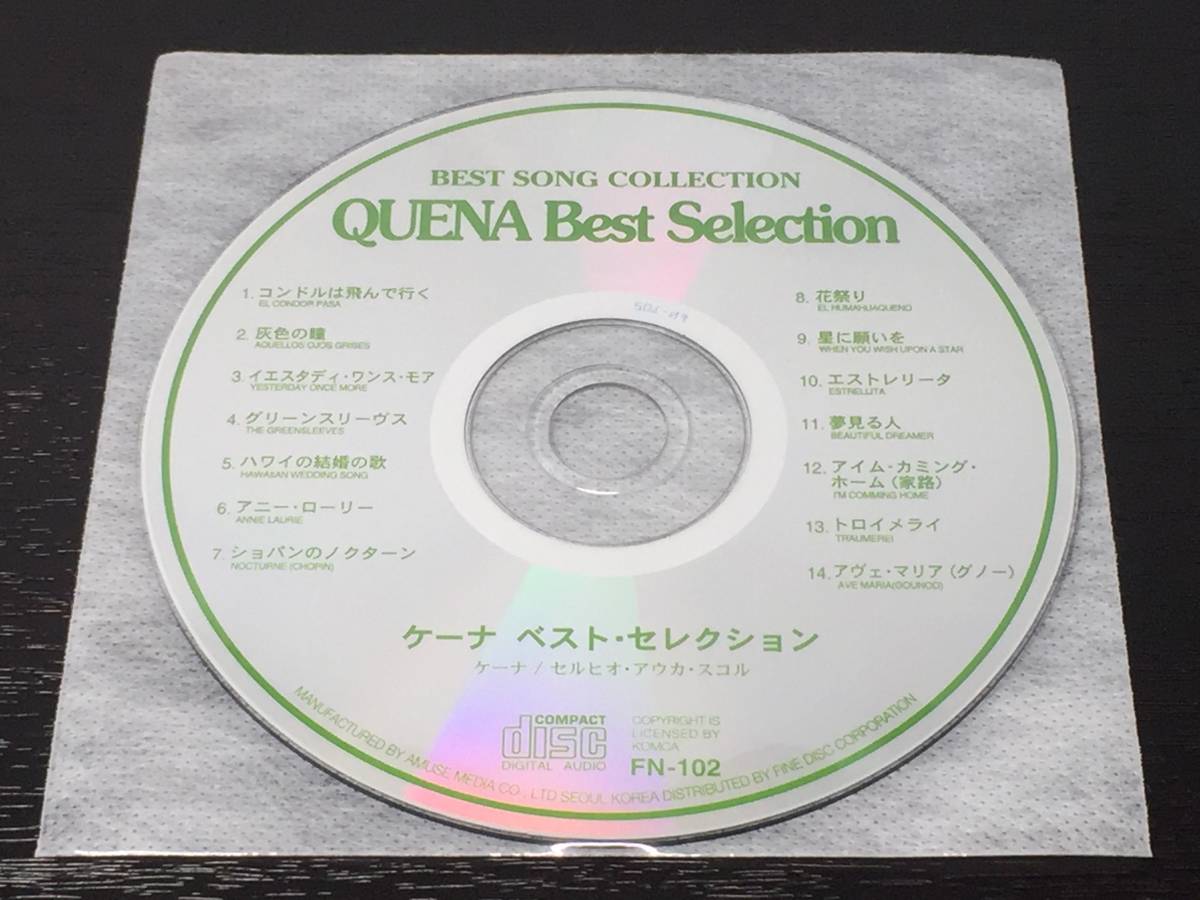 BEST SONG COLLECTION
QUENA Best Selection
1. コンドルは飛んで行く
EL CONDOR PASA
2. 灰色の瞳
AQUELLOS OJOS GRISES
3. イエスタディ・ワンス・モア
YESTERDAY ONCE MORE
4. グリーンスリーヴス
THE GREENSLEEVES
5. ハワイの結婚の歌
HAWAIIAN WEDDING SONG
6. アニー・ローリー
ANNIE LAURIE
7. ショパンのノクターン
NOCTURNE (CHOPIN)
8. 花祭り
EL HUMAHUAQUENO
9. 星に願いを
WHEN YOU WISH UPON A STAR
10. エストレリータ
ESTRELLITA
11. 夢見る人
BEAUTIFUL DREAMER
12. アイム・カミング・
ホーム（家路）
I'M COMMING HOME
13. トロイメライ
TRAUMEREI
14. アヴェ・マリア（グノー）
AVE MARIA(GOUNOD)
ケーナ ベスト・セレクション
ケーナ / セルヒオ・アウカ・スコル
COMPACT
disc
DIGITAL AUDIO
COPYRIGHT IS
LICENSED BY
KOMCA
FN-102
MANUFACTURED BY AMUSE MEDIA CO., LTD SEOUL KOREA DISTRIBUTED BY FINE DISC CORPORATION